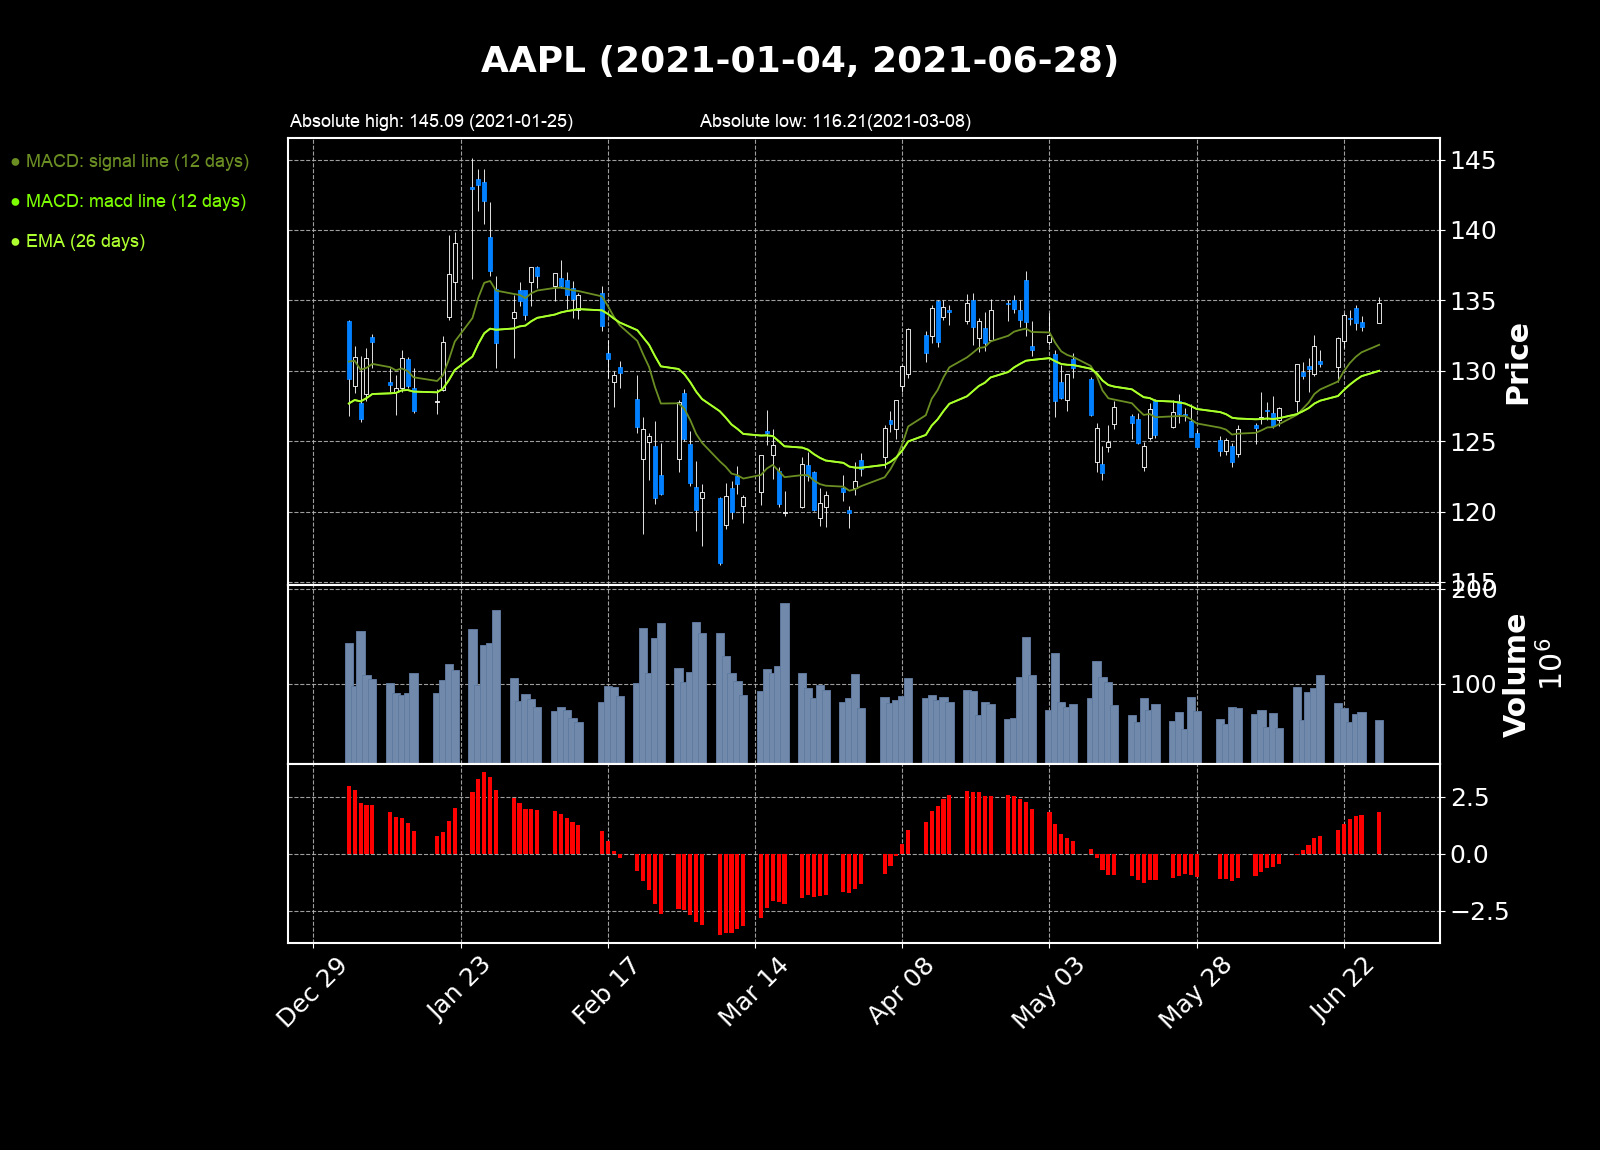 AAPL (2021-01-04, 2021-06-28)
Absolute high: 145.09 (2021-01-25)
Absolute low: 116.21(2021-03-08)
● MACD: signal line (12 days)
● MACD: macd line (12 days)
● EMA (26 days)
145
140
135
130
125
120
115
Price
200
100
Volume
10⁶
2.5
0.0
−2.5
Dec 29
Jan 23
Feb 17
Mar 14
Apr 08
May 03
May 28
Jun 22